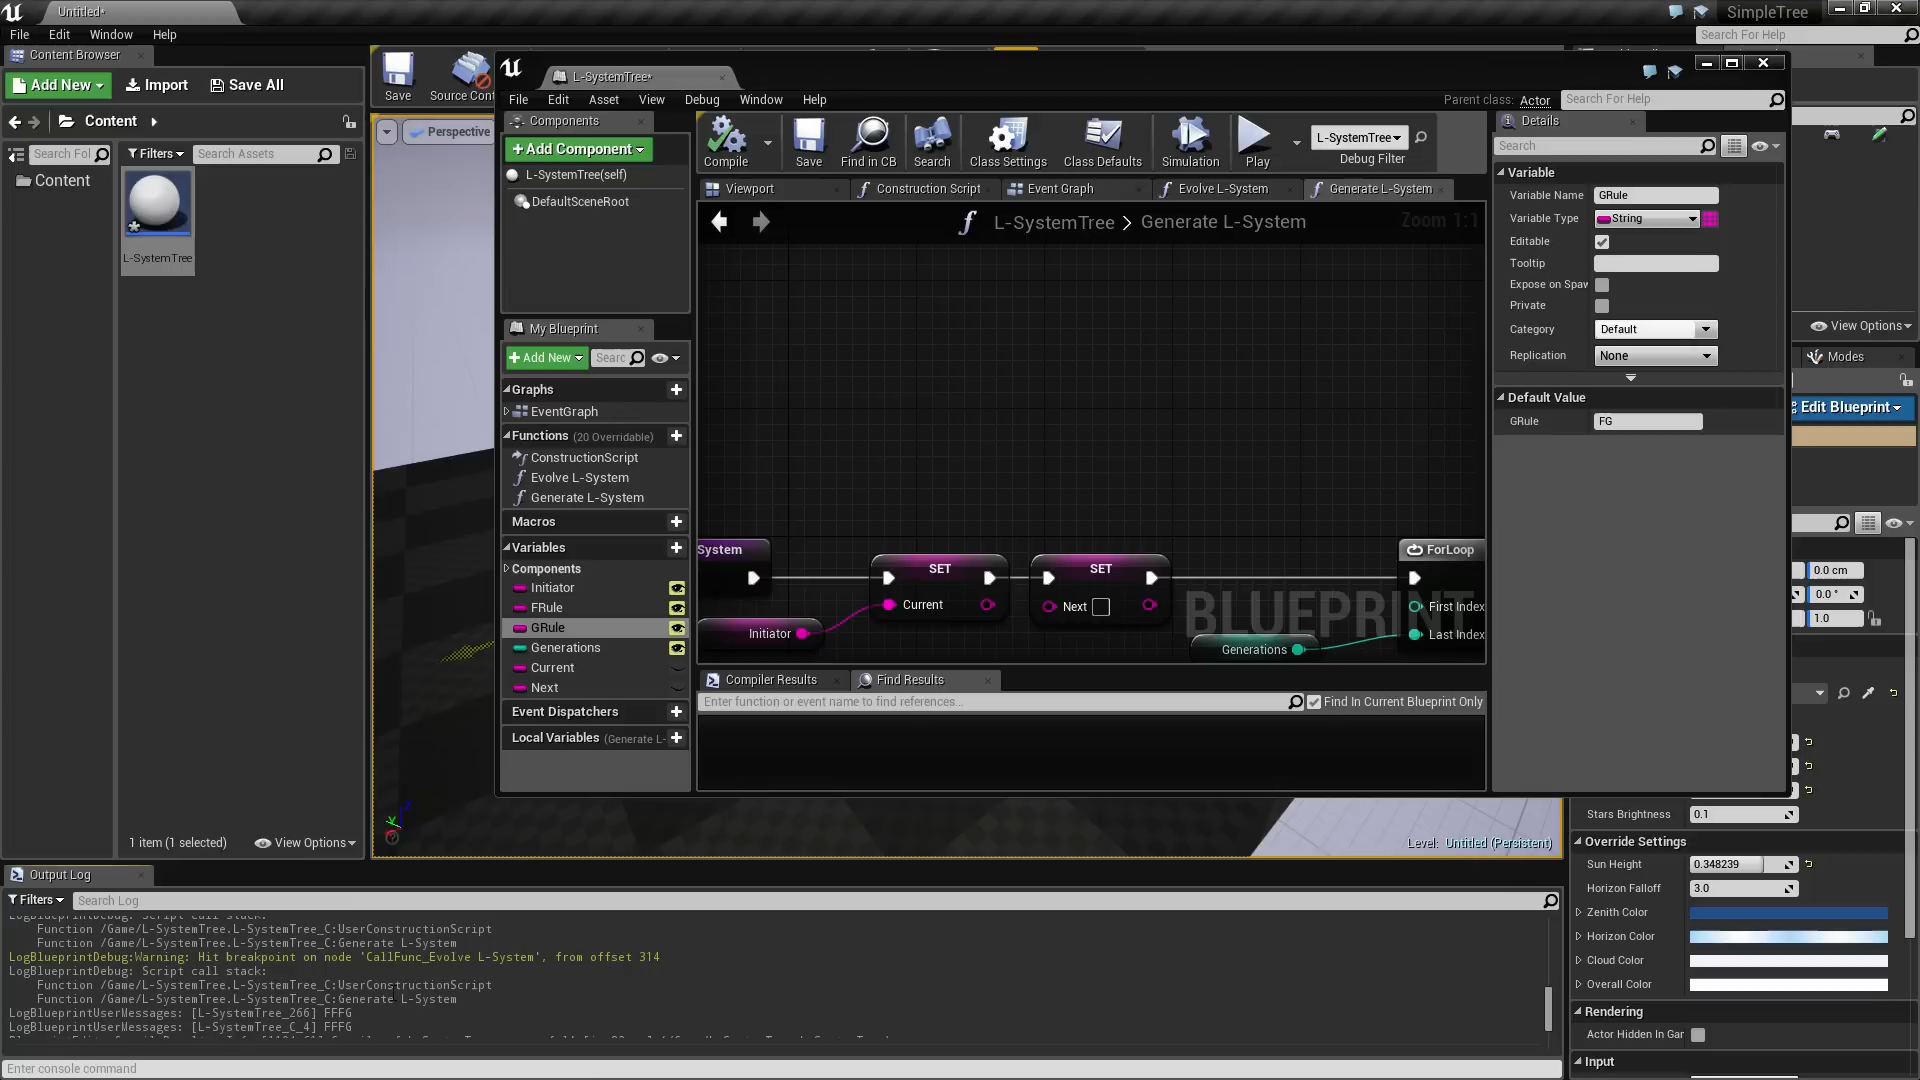 Untitled*
SimpleTree
File Edit Window Help
Search For Help
Content Browser
Add New Import Save All
Content
Search Fol
Filters
Search Assets
Content
L-SystemTree
1 item (1 selected)
View Options
Save
Source Cont
Perspective
L-SystemTree*
File Edit Asset View Debug Window Help
Parent class: Actor
Search For Help
Components
+Add Component
L-SystemTree(self)
DefaultSceneRoot
My Blueprint
+Add New
Searc
Graphs
EventGraph
Functions (20 Overridable)
ConstructionScript
Evolve L-System
Generate L-System
Macros
Variables
Components
Initiator
FRule
GRule
Generations
Current
Next
Event Dispatchers
Local Variables (Generate L-
Compile
Save
Find in CB
Search
Class Settings
Class Defaults
Simulation
Play
L-SystemTree
Debug Filter
Viewport
Construction Script
Event Graph
Evolve L-System
Generate L-System
L-SystemTree > Generate L-System
Zoom 1:1
System
SET
Current
Initiator
SET
Next
BLUEPRINT
Generations
ForLoop
First Index
Last Index
Compiler Results
Find Results
Enter function or event name to find references...
Find In Current Blueprint Only
Details
Search
Variable
Variable Name GRule
Variable Type String
Editable
Tooltip
Expose on Spaw
Private
Category Default
Replication None
Default Value
GRule FG
View Options
Modes
Edit Blueprint
0.0 cm
0.0 °
1.0
Stars Brightness 0.1
Override Settings
Sun Height 0.348239
Horizon Falloff 3.0
Zenith Color
Horizon Color
Cloud Color
Overall Color
Rendering
Actor Hidden In Gar
Input
Level: Untitled (Persistent)
Output Log
Filters
Search Log
LogBlueprintDebug: Script call stack:
Function /Game/L-SystemTree.L-SystemTree_C:UserConstructionScript
Function /Game/L-SystemTree.L-SystemTree_C:Generate L-System
LogBlueprintDebug:Warning: Hit breakpoint on node 'CallFunc_Evolve L-System', from offset 314
LogBlueprintDebug: Script call stack:
Function /Game/L-SystemTree.L-SystemTree_C:UserConstructionScript
Function /Game/L-SystemTree.L-SystemTree_C:Generate L-System
LogBlueprintUserMessages: [L-SystemTree_266] FFFG
LogBlueprintUserMessages: [L-SystemTree_C_4] FFFG
Enter console command